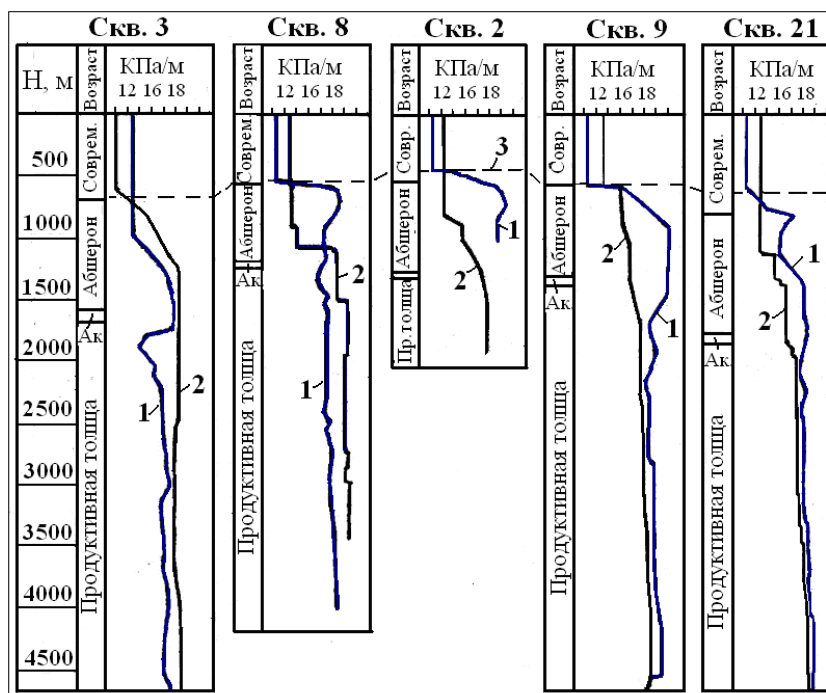 Скв. 3 Скв. 8 Скв. 2 Скв. 9 Скв. 21
Н, м Возраст КПа/м 12 16 18
Возраст КПа/м 12 16 18
Возраст КПа/м 12 16 18
Возраст КПа/м 16 18
Возраст КПа/м 12 16 18
500
1000
1500
2000
2500
3000
3500
4000
4500
Соврем.
Абшерон
Ак
Продуктивная толща
1
2
Соврем.
Абшерон
Ак.
Продуктивная толща
1
2
Совр.
Абшерон
Пр.толща
3
1
2
Совр.
Абшерон
Ак.
Продуктивная толща
2
1
Соврем.
Абшерон
Ак.
Продуктивная толща
1
2